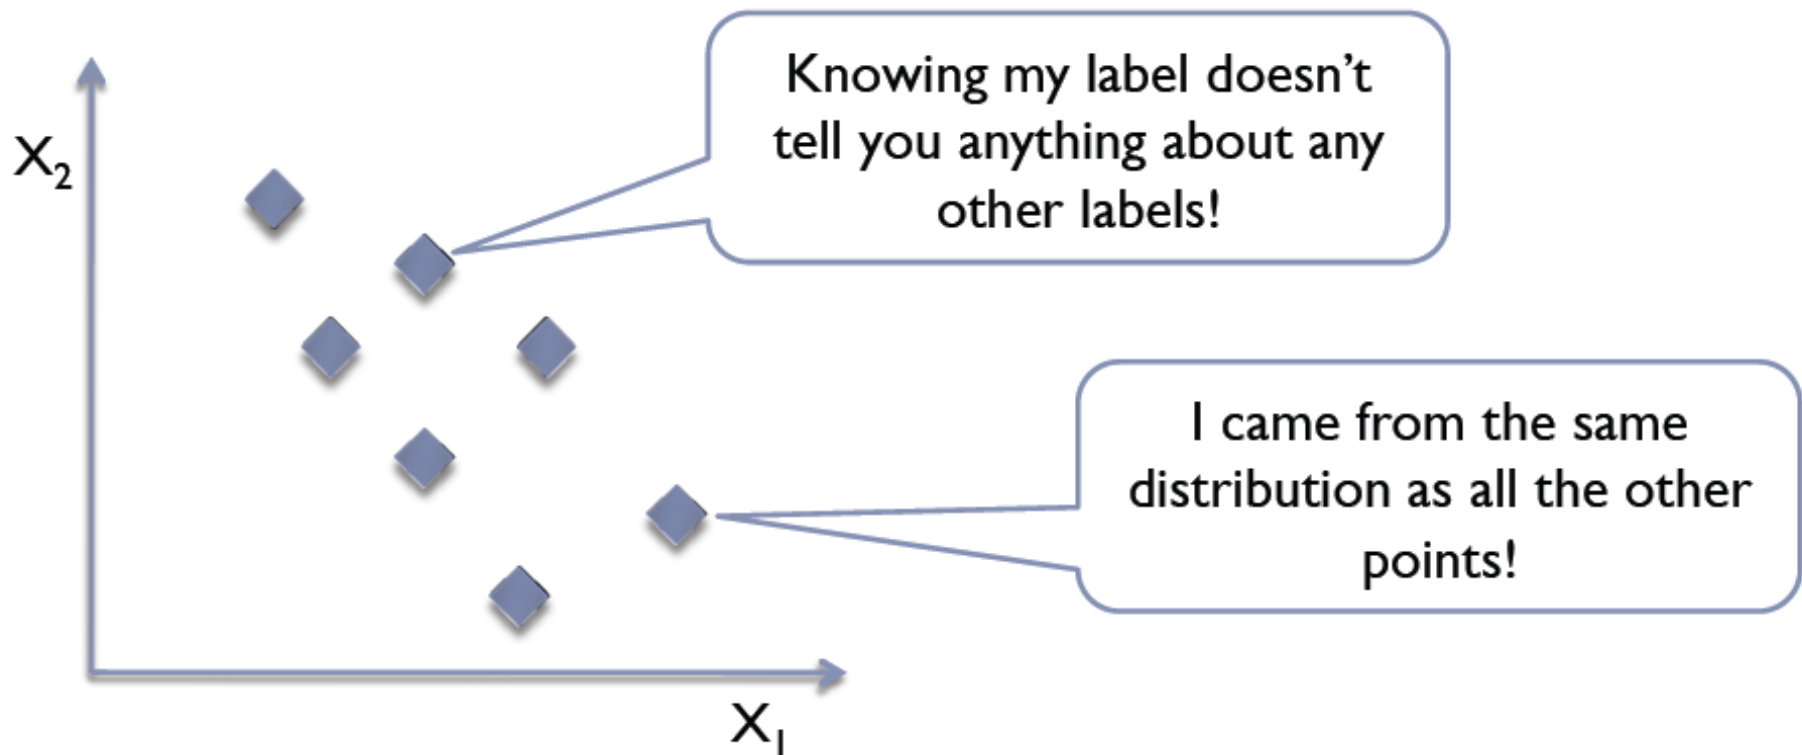 Knowing my label doesn't
tell you anything about any
other labels!
X₂
I came from the same
distribution as all the other
points!
X₁